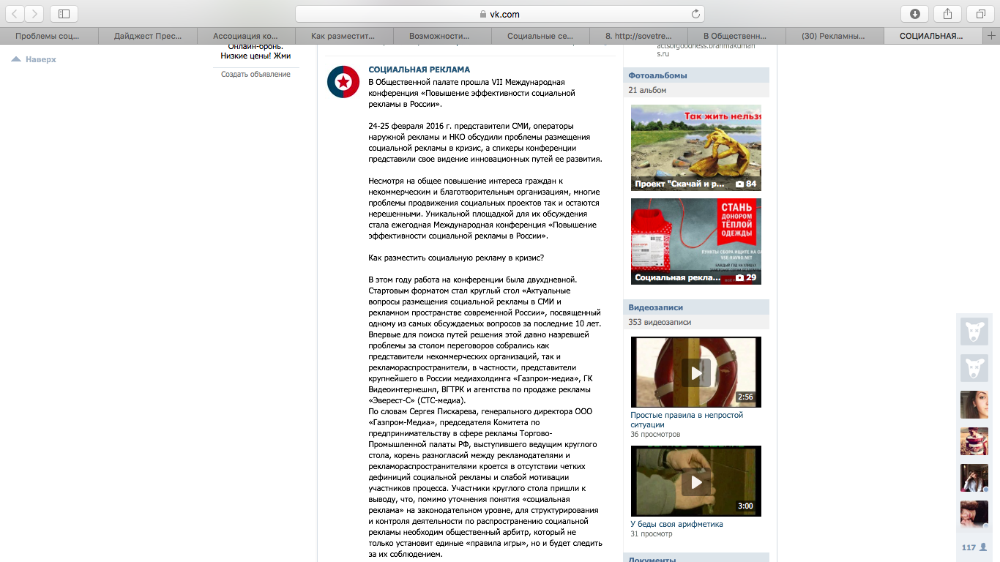 vk.com
Проблемы соц...
Дайджест Прес...
Ассоциация ко...
Как разместит...
Возможности...
Социальные се...
8. http://sovetre...
В Общественн...
(30) Рекламны...
СОЦИАЛЬНАЯ...
Наверх
Онлайн-бронь.
Низкие цены! Жми
Создать объявление
СОЦИАЛЬНАЯ РЕКЛАМА
В Общественной палате прошла VII Международная
конференция «Повышение эффективности социальной
рекламы в России».
24-25 февраля 2016 г. представители СМИ, операторы
наружной рекламы и НКО обсудили проблемы размещения
социальной рекламы в кризис, а спикеры конференции
представили свое видение инновационных путей ее развития.
Несмотря на общее повышение интереса граждан к
некоммерческим и благотворительным организациям, многие
проблемы продвижения социальных проектов так и остаются
нерешенными. Уникальной площадкой для их обсуждения
стала ежегодная Международная конференция «Повышение
эффективности социальной рекламы в России».
Как разместить социальную рекламу в кризис?
В этом году работа на конференции была двухдневной.
Стартовым форматом стал круглый стол «Актуальные
вопросы размещения социальной рекламы в СМИ и
рекламном пространстве современной России», посвященный
одному из самых обсуждаемых вопросов за последние 10 лет.
Впервые для поиска путей решения этой давно назревшей
проблемы за столом переговоров собрались как
представители некоммерческих организаций, так и
рекламораспространители, в частности, представители
крупнейшего в России медиахолдинга «Газпром-медиа», ГК
Видеоинтернешнл, ВГТРК и агентства по продаже рекламы
«Эверест-С» (СТС-медиа).
По словам Сергея Пискарева, генерального директора ООО
«Газпром-Медиа», председателя Комитета по
предпринимательству в сфере рекламы Торгово-
Промышленной палаты РФ, выступившего ведущим круглого
стола, корень разногласий между рекламодателями и
рекламораспространителями кроется в отсутствии четких
дефиниций социальной рекламы и слабой мотивации
участников процесса. Участники круглого стола пришли к
выводу, что, помимо уточнения понятия «социальная
реклама» на законодательном уровне, для структурирования
и контроля деятельности по распространению социальной
рекламы необходим общественный арбитр, который не
только установит единые «правила игры», но и будет следить
за их соблюдением.
actsofgoodness.brahmakumari
s.ru
Фотоальбомы
21 альбом
Так жить нельзя
Проект "Скачай и р... 84
СТАНЬ
ДОНОРОМ
ТЁПЛОЙ
ОДЕЖДЫ
ПУНКТЫ СБОРА ИЩИТЕ НА СА
VSE-RAVNO.NET
Социальная рекла... 29
Видеозаписи
353 видеозаписи
2:56
Простые правила в непростой
ситуации
36 просмотров
3:00
У беды своя арифметика
31 просмотр
Документы
117